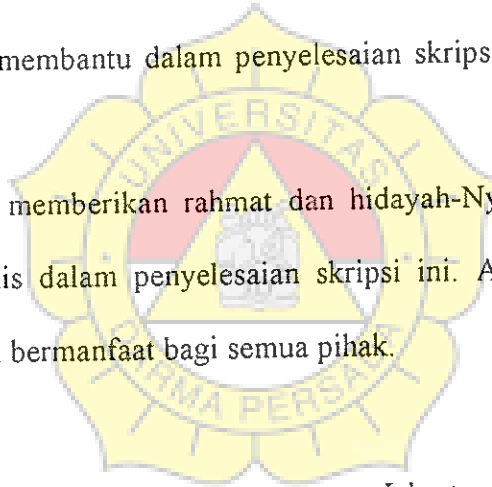 membantu dalam penyelesaian skrips
UNIVERSITAS
memberikan rahmat dan hidayah-Ny
is dalam penyelesaian skripsi ini. A
bermanfaat bagi semua pihak.
DARMA PERSADA